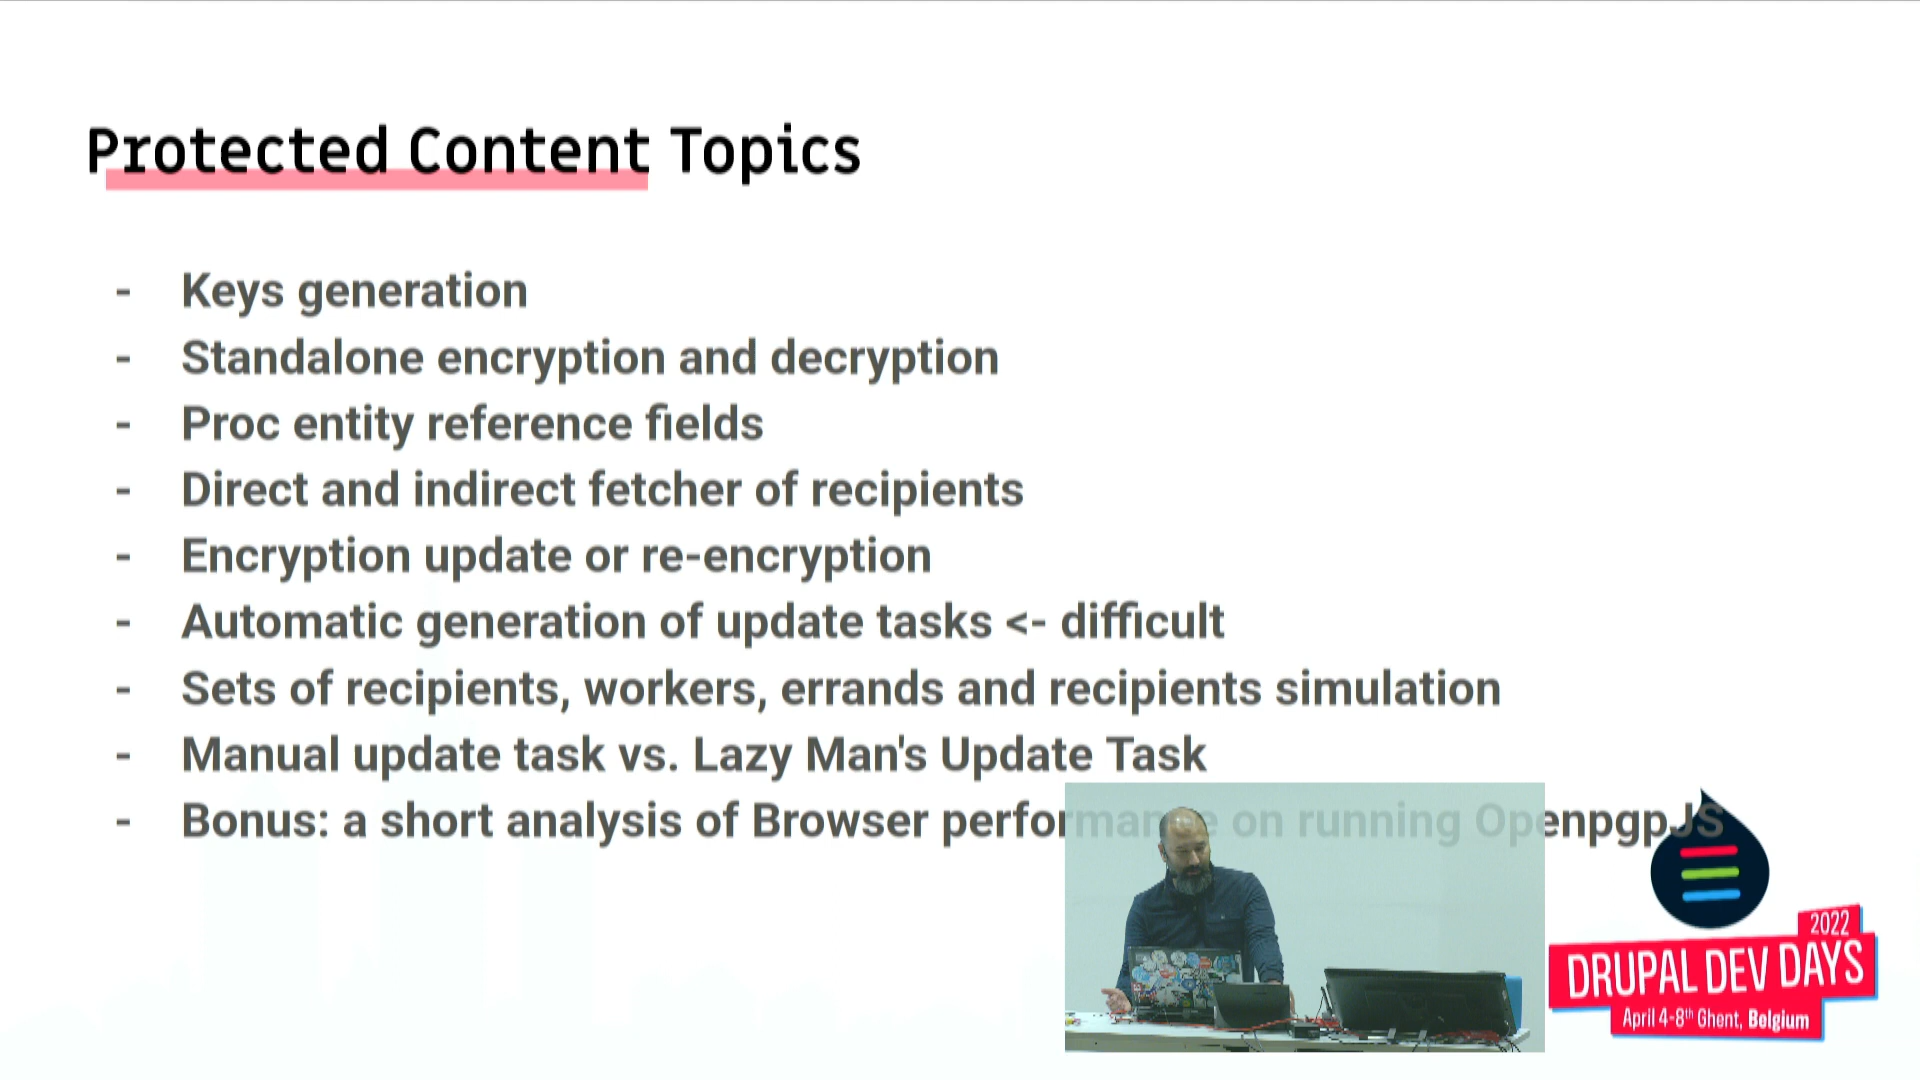 Protected Content Topics
- Keys generation
- Standalone encryption and decryption
- Proc entity reference fields
- Direct and indirect fetcher of recipients
- Encryption update or re-encryption
- Automatic generation of update tasks <- difficult
- Sets of recipients, workers, errands and recipients simulation
- Manual update task vs. Lazy Man's Update Task
- Bonus: a short analysis of Browser performance on running OpenpgpJS
2022
DRUPAL DEV DAYS
April 4-8th Ghent, Belgium